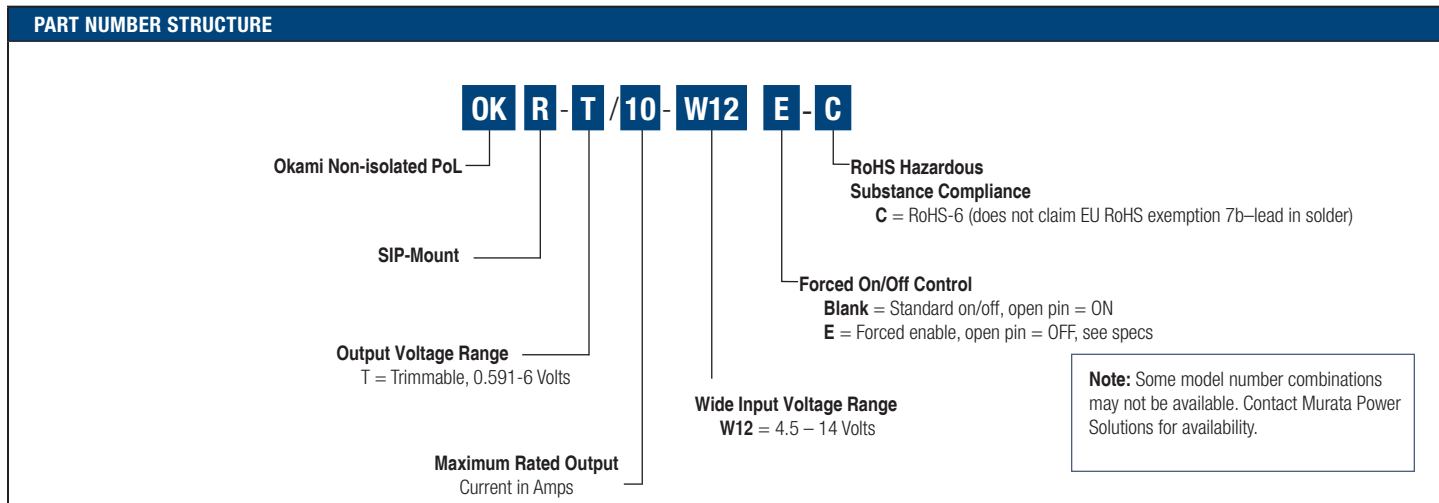 PART NUMBER STRUCTURE
OK R - T / 10 - W12 E - C
Okami Non-isolated PoL
RoHS Hazardous
Substance Compliance
C = RoHS-6 (does not claim EU RoHS exemption 7b–lead in solder)
SIP-Mount
Forced On/Off Control
Blank = Standard on/off, open pin = ON
E = Forced enable, open pin = OFF, see specs
Output Voltage Range
T = Trimmable, 0.591-6 Volts
Note: Some model number combinations
may not be available. Contact Murata Power
Solutions for availability.
Wide Input Voltage Range
W12 = 4.5 – 14 Volts
Maximum Rated Output
Current in Amps